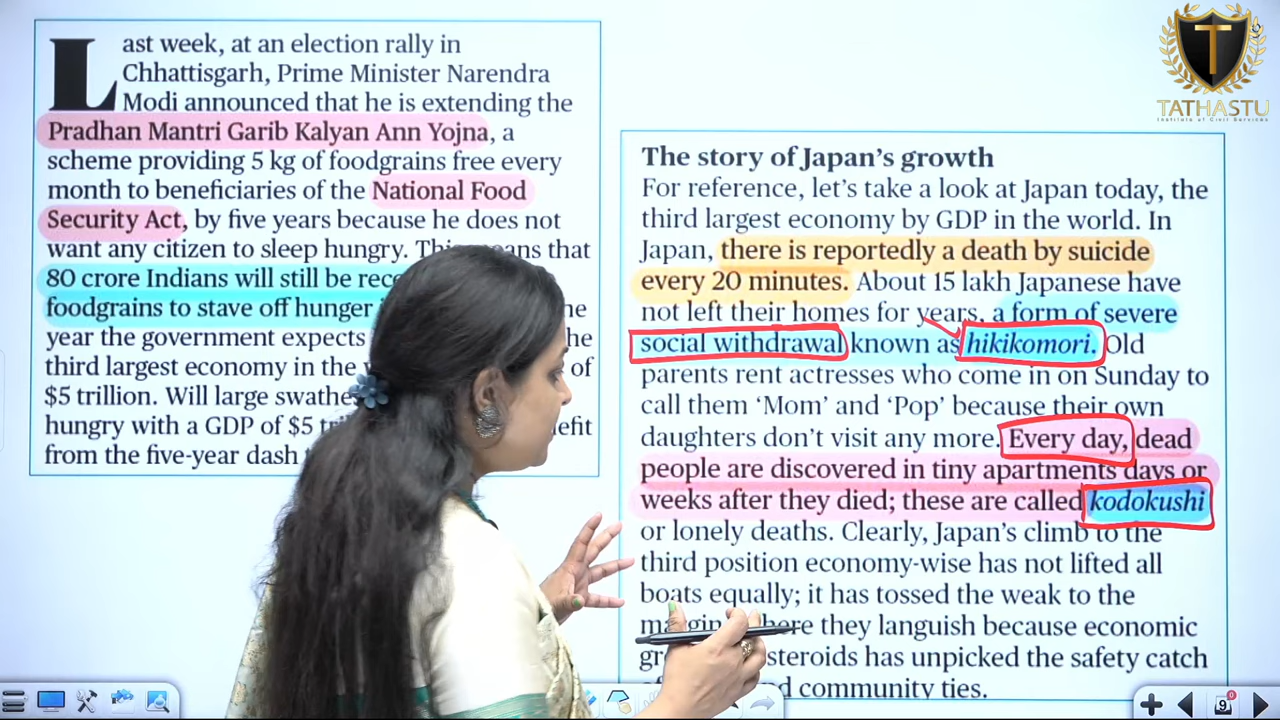 Last week, at an election rally in
Chhattisgarh, Prime Minister Narendra
Modi announced that he is extending the
Pradhan Mantri Garib Kalyan Ann Yojna, a
scheme providing 5 kg of foodgrains free every
month to beneficiaries of the National Food
Security Act, by five years because he does not
want any citizen to sleep hungry. This means that
80 crore Indians will still be
foodgrains to stave off hunger
year the government expects
third largest economy in the of
$5 trillion. Will large
hungry with a GDP of $5
from the five-year dash
The story of Japan's growth
For reference, let's take a look at Japan today, the
third largest economy by GDP in the world. In
Japan, there is reportedly a death by suicide
every 20 minutes. About 15 lakh Japanese have
not left their homes for years, a form of severe
social withdrawal known as hikikomori. Old
parents rent actresses who come in on Sunday to
call them 'Mom' and 'Pop' because their own
daughters don't visit any more. Every day, dead
people are discovered in tiny apartments days or
weeks after they died; these are called kodokushi
or lonely deaths. Clearly, Japan's climb to the
third position economy-wise has not lifted all
boats equally; it has tossed the weak to the
where they languish because economic
steroids has unpicked the safety catch
community ties.
T
TATHASTU
Institute of Civil Services
9
0